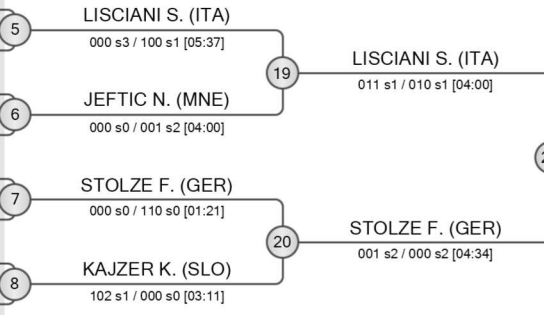 LISCIANI S. (ITA)
5
000 s3 / 100 s1 [05:37]
19
LISCIANI S. (ITA)
011 s1 / 010 s1 [04:00]
JEFTIC N. (MNE)
6
000 s0 / 001 s2 [04:00]
STOLZE F. (GER)
7
000 s0 / 110 s0 [01:21]
20
STOLZE F. (GER)
001 s2 / 000 s2 [04:34]
KAJZER K. (SLO)
8
102 s1 / 000 s0 [03:11]